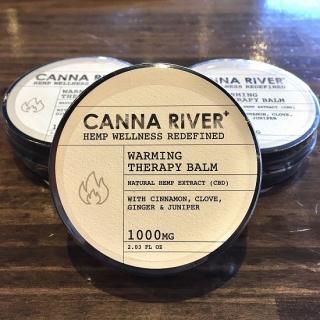 CANNA RIVER+
HEMP WELLNESS REDEFINED
WARMING
THERAPY BALM
NATURAL HEMP EXTRACT (CBD)
WITH CINNAMON, CLOVE,
GINGER & JUNIPER
1000MG
2.03 FL OZ